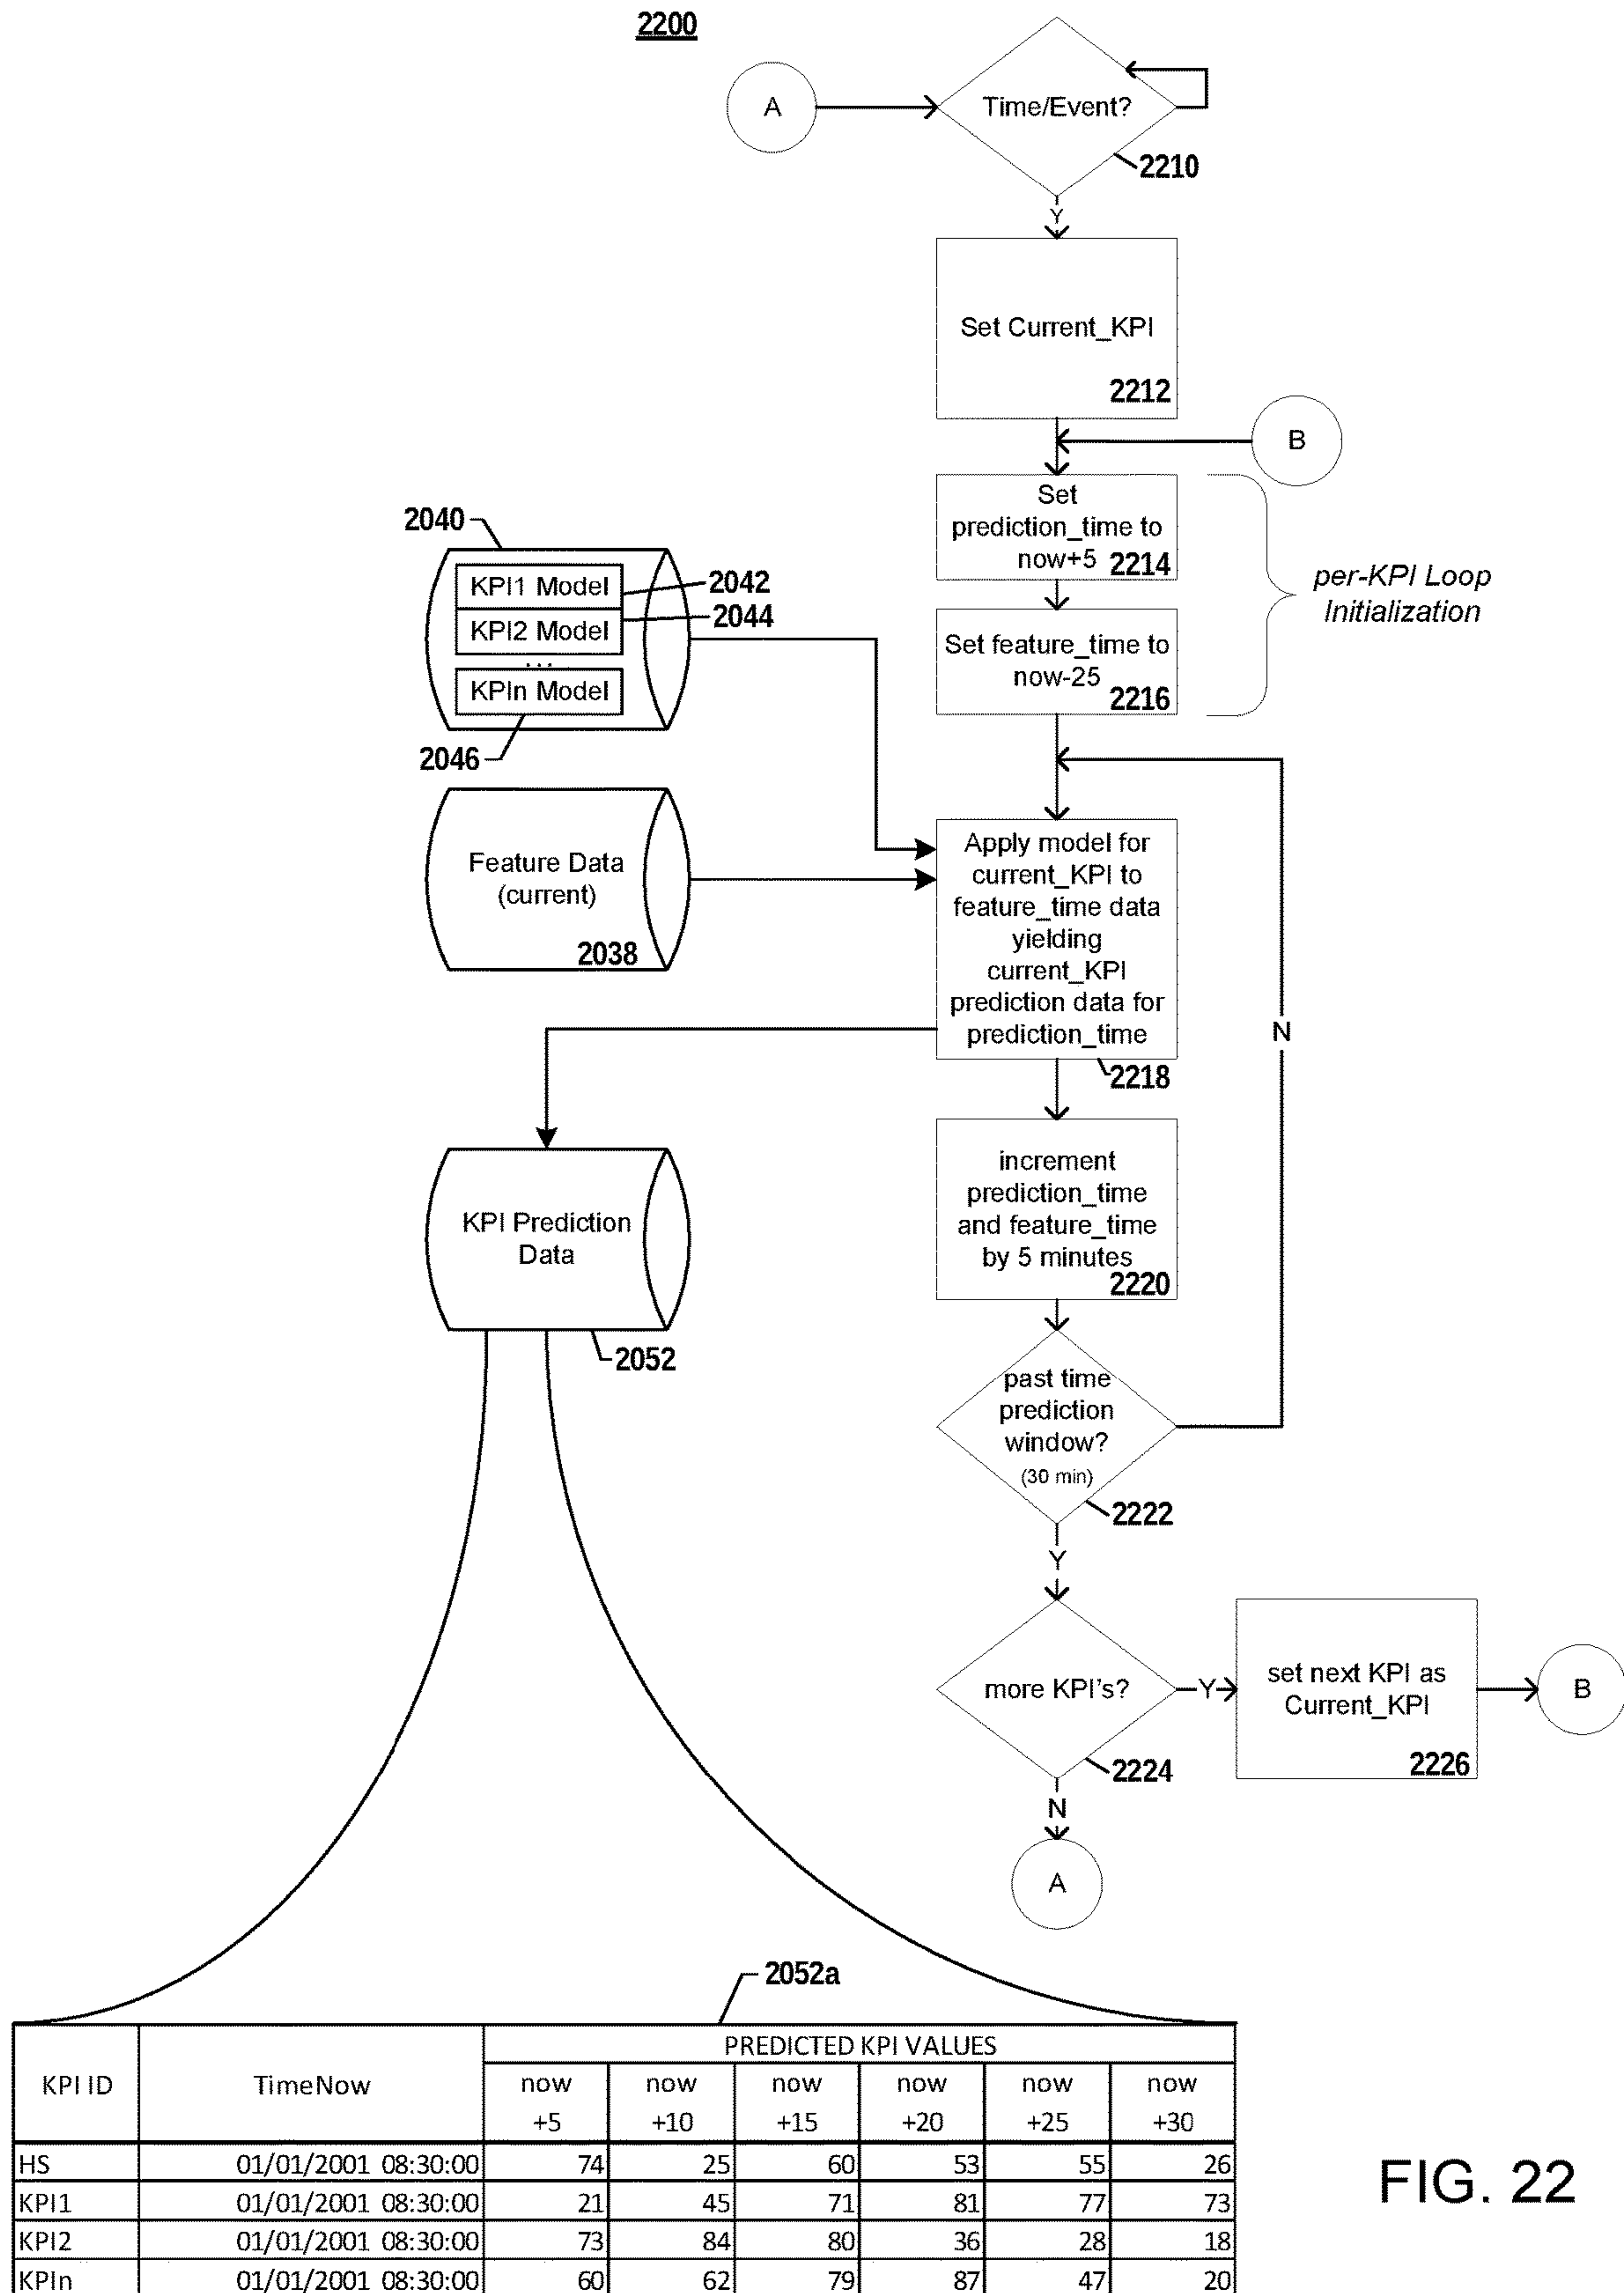 2200
A
Time/Event?
2210
Y
Set Current_KPI
2212
B
Set
prediction_time to
now+5 2214
per-KPI Loop
Initialization
Set feature_time to
now-25
2216
2040
KPI1 Model
2042
KPI2 Model
2044
...
KPIn Model
2046
Feature Data
(current)
2038
Apply model for
current_KPI to
feature_time data
yielding
current_KPI
prediction data for
prediction_time
2218
N
KPI Prediction
Data
2052
increment
prediction_time
and feature_time
by 5 minutes
2220
past time
prediction
window?
(30 min)
2222
Y
more KPI's?
Y
2224
set next KPI as
Current_KPI
2226
B
N
A
2052a
PREDICTED KPI VALUES
KPI ID TimeNow now now now now now now
+5 +10 +15 +20 +25 +30
HS 01/01/2001 08:30:00 74 25 60 53 55 26
KPI1 01/01/2001 08:30:00 21 45 71 81 77 73
KPI2 01/01/2001 08:30:00 73 84 80 36 28 18
KPIn 01/01/2001 08:30:00 60 62 79 87 47 20
FIG. 22